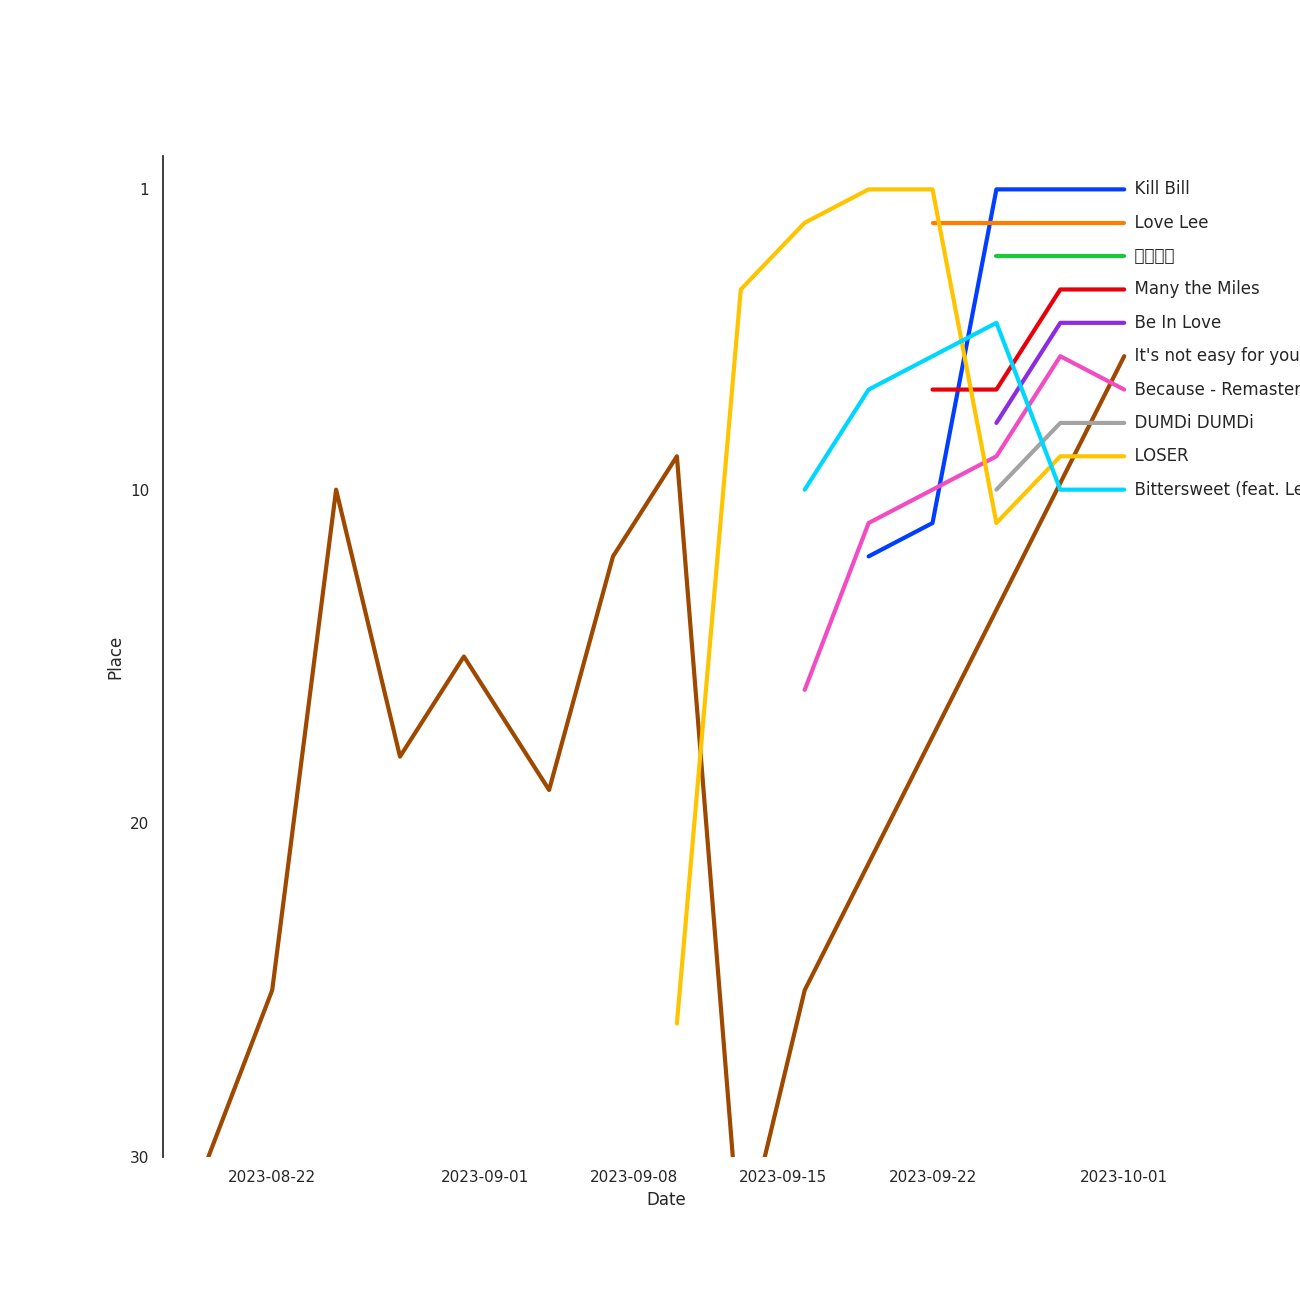 1
10
20
30
Place
2023-08-22
2023-09-01
2023-09-08
2023-09-15
2023-09-22
2023-10-01
Date
Kill Bill
Love Lee
Many the Miles
Be In Love
It's not easy for you
Because - Remaster
DUMDi DUMDi
LOSER
Bittersweet (feat. Le